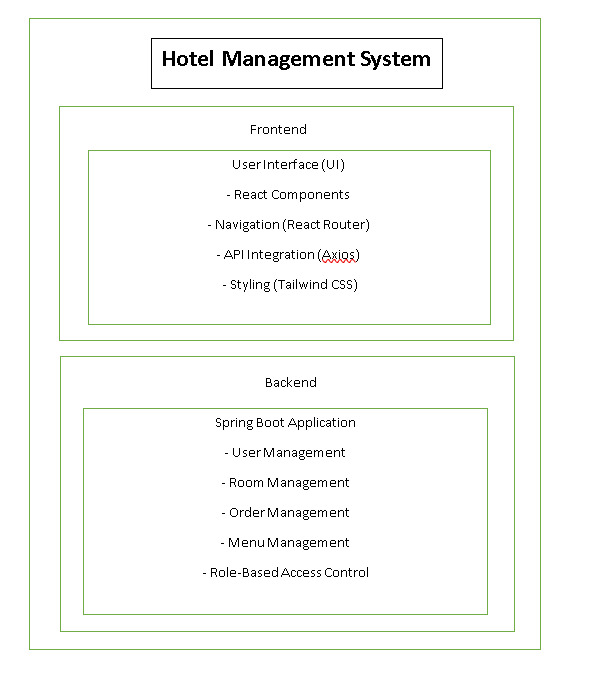 Hotel Management System
Frontend
User Interface (UI)
- React Components
- Navigation (React Router)
- API Integration (Axios)
- Styling (Tailwind CSS)
Backend
Spring Boot Application
- User Management
- Room Management
- Order Management
- Menu Management
- Role-Based Access Control